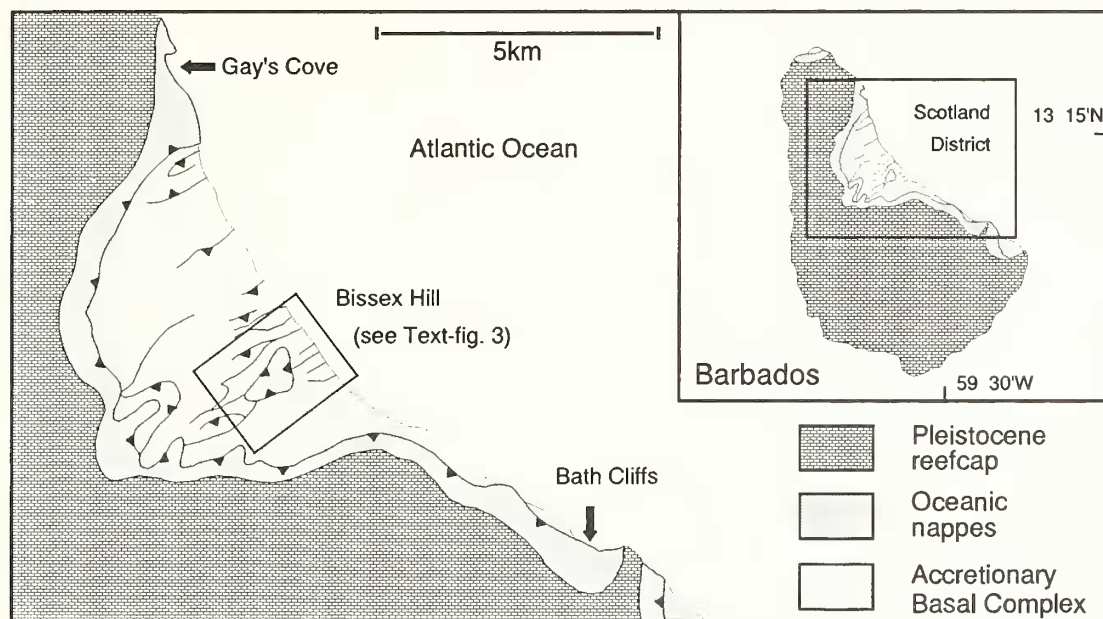 Gay's Cove
5km
Atlantic Ocean
Bissex Hill
(see Text-fig. 3)
Bath Cliffs
Scotland
District
13 15'N
Barbados
59 30'W
Pleistocene
reefcap
Oceanic
nappes
Accretionary
Basal Complex